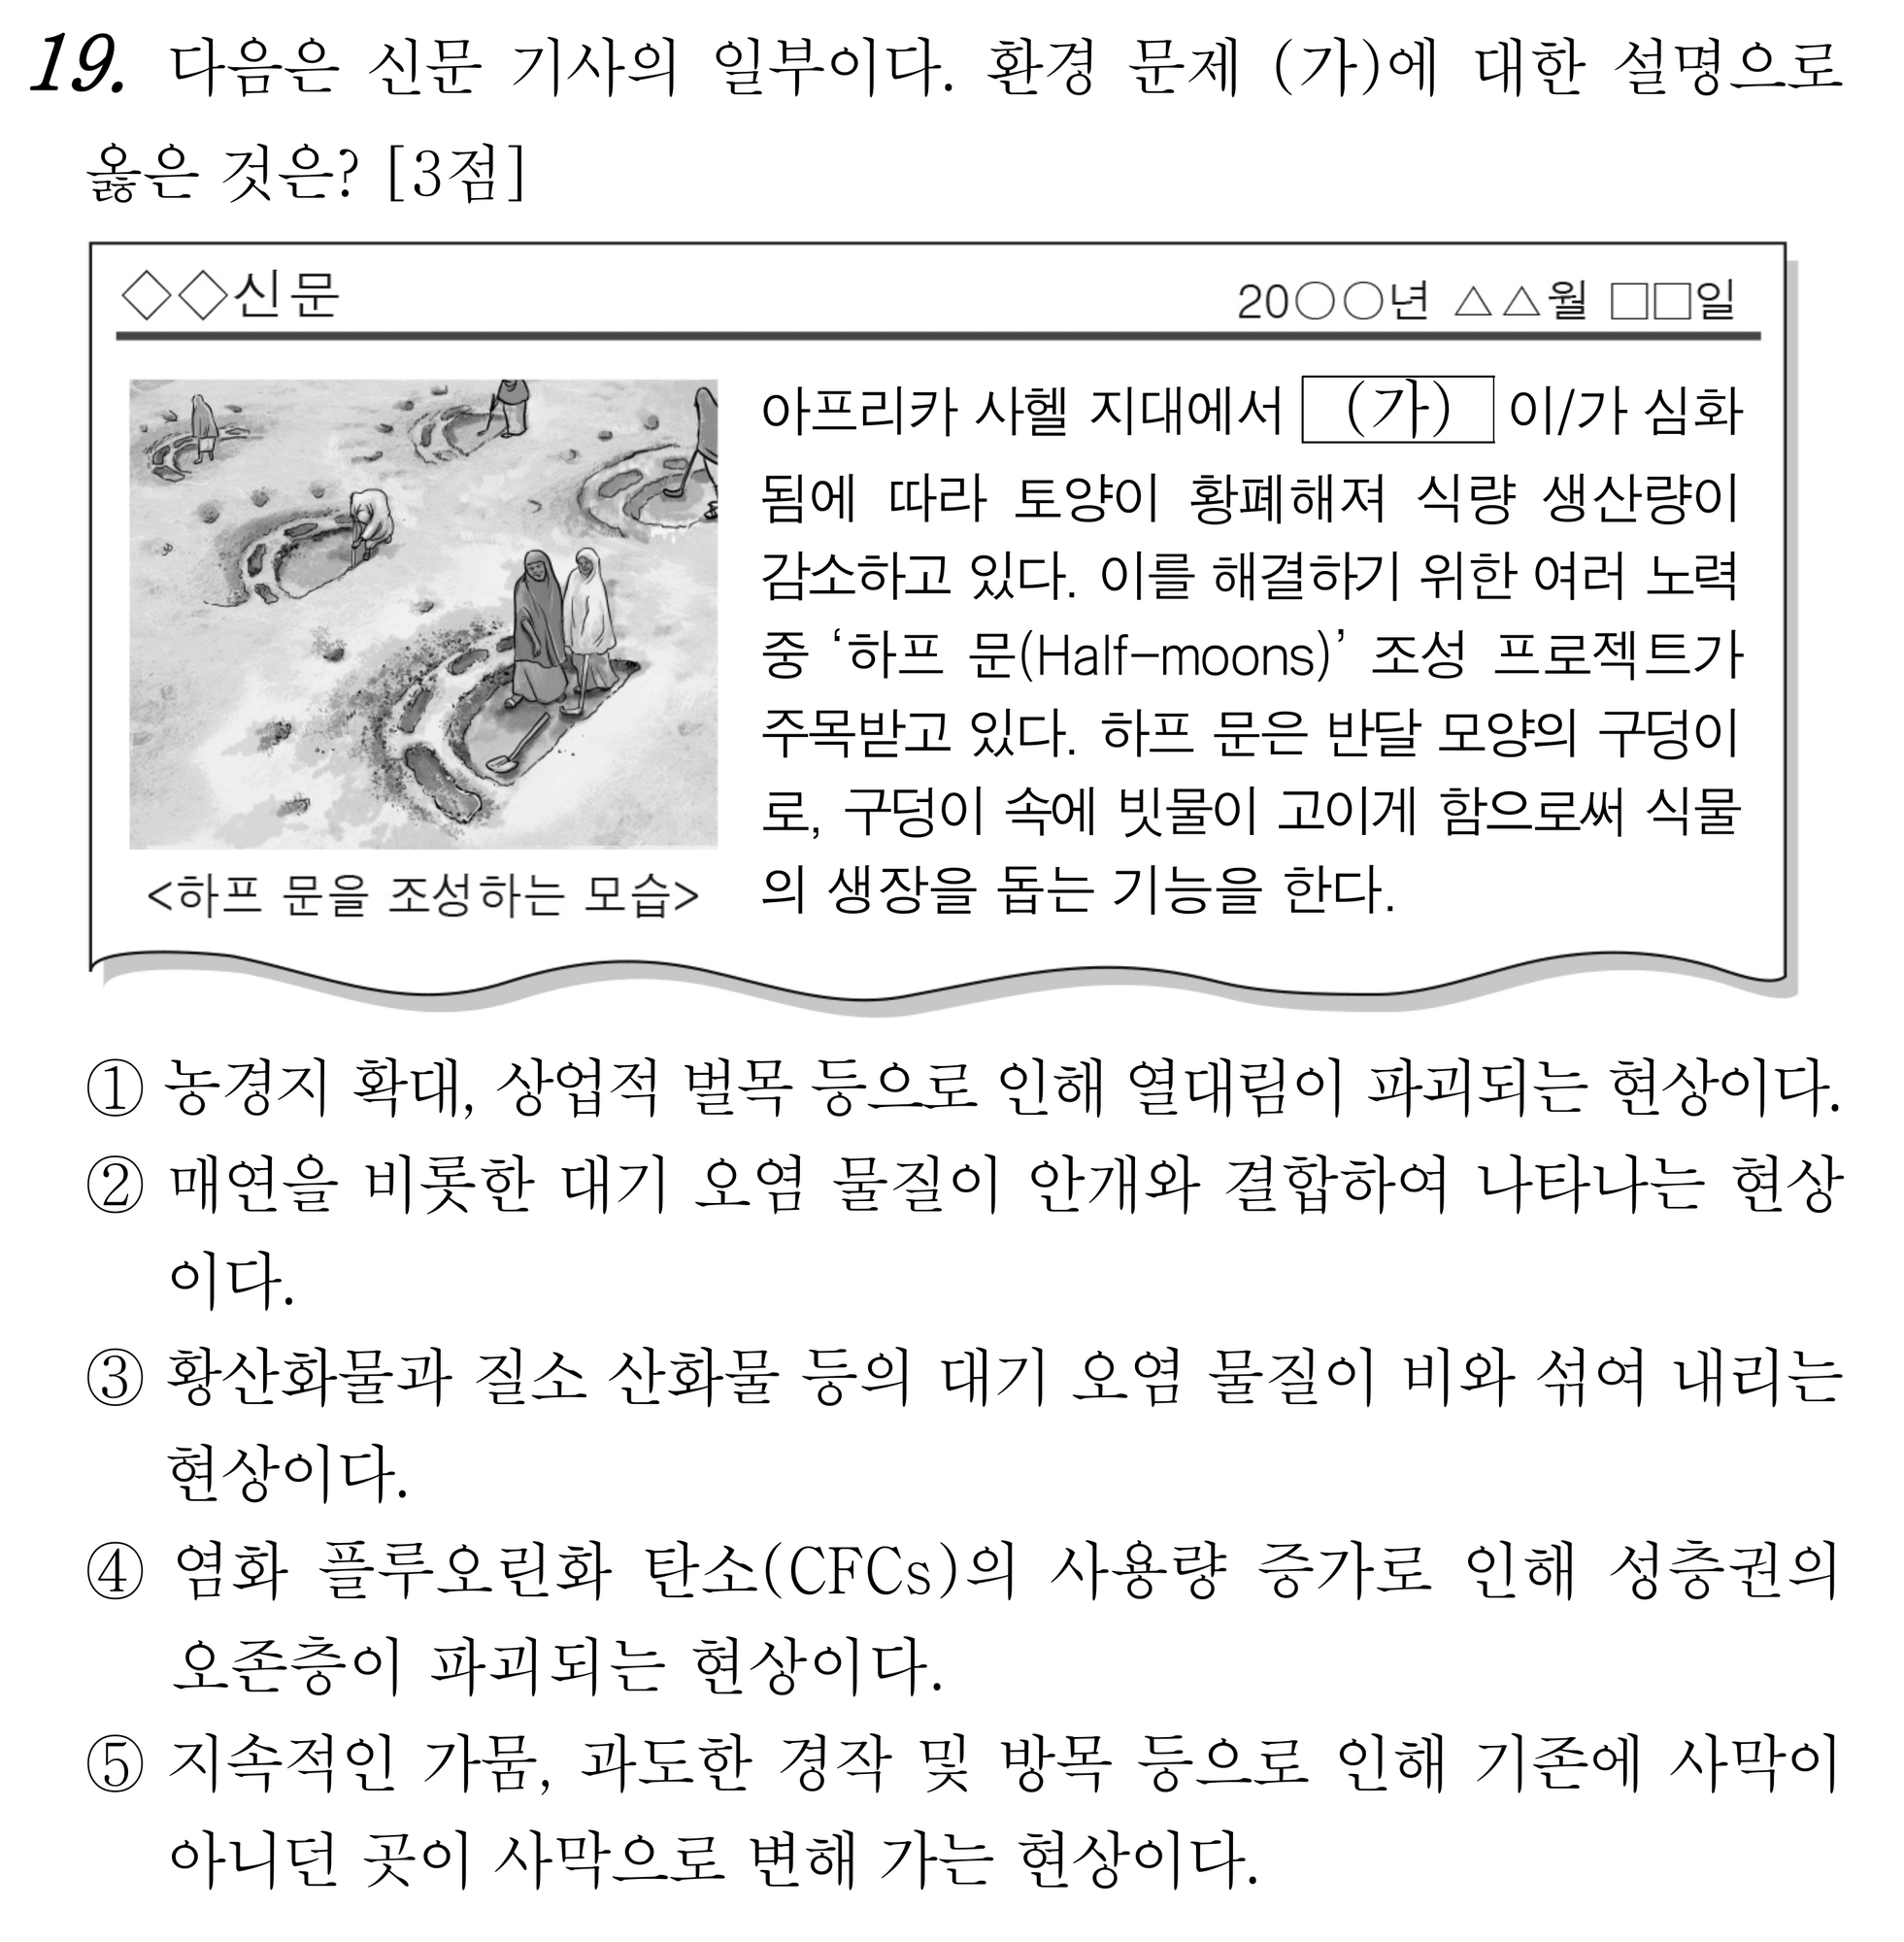 19. 다음은 신문 기사의 일부이다. 환경 문제 (가)에 대한 설명으로
옳은 것은? [3점]
◇◇신문
20○○년 △△월 □□일
아프리카 사헬 지대에서 (가) 이/가 심화
됨에 따라 토양이 황폐해져 식량 생산량이
감소하고 있다. 이를 해결하기 위한 여러 노력
중 ‘하프 문(Half-moons)’ 조성 프로젝트가
주목받고 있다. 하프 문은 반달 모양의 구덩이
로, 구덩이 속에 빗물이 고이게 함으로써 식물
의 생장을 돕는 기능을 한다.
<하프 문을 조성하는 모습>
① 농경지 확대, 상업적 벌목 등으로 인해 열대림이 파괴되는 현상이다.
② 매연을 비롯한 대기 오염 물질이 안개와 결합하여 나타나는 현상
이다.
③ 황산화물과 질소 산화물 등의 대기 오염 물질이 비와 섞여 내리는
현상이다.
④ 염화 플루오린화 탄소(CFCs)의 사용량 증가로 인해 성층권의
오존층이 파괴되는 현상이다.
⑤ 지속적인 가뭄, 과도한 경작 및 방목 등으로 인해 기존에 사막이
아니던 곳이 사막으로 변해 가는 현상이다.